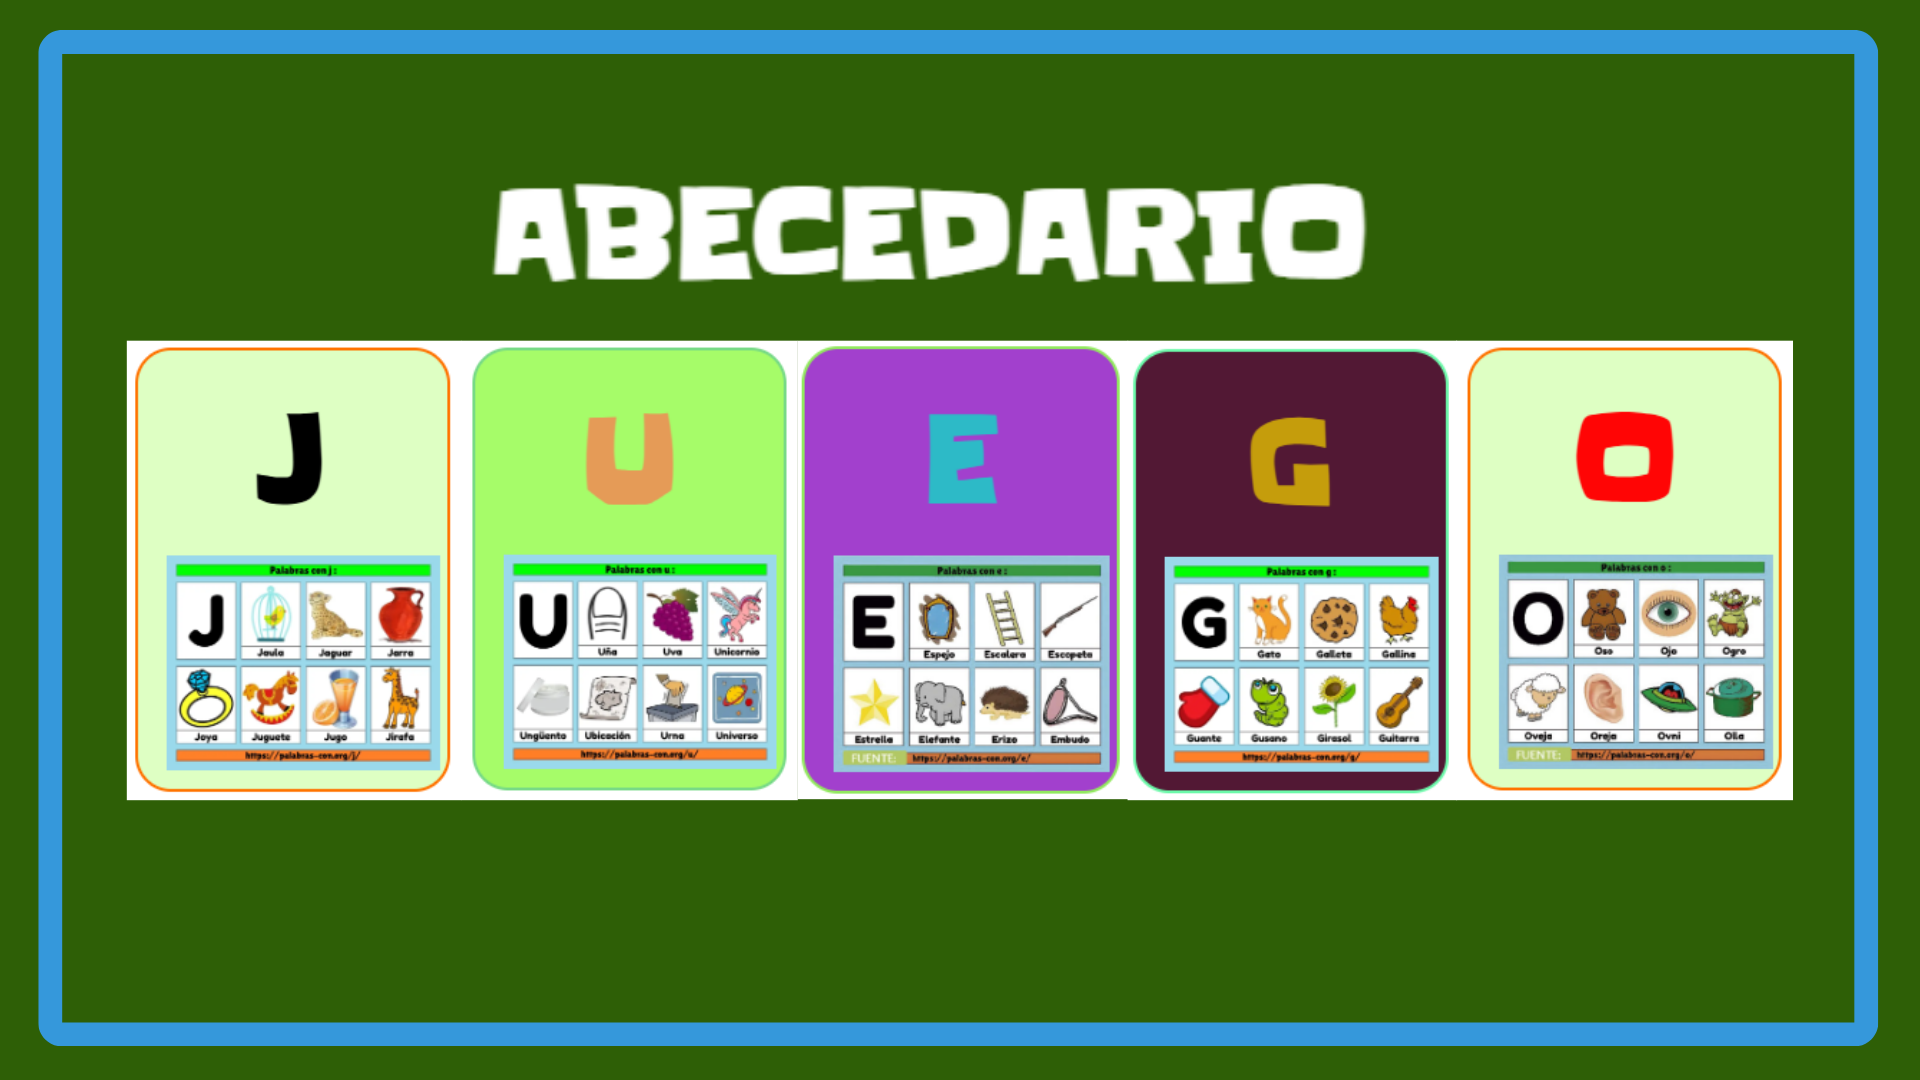 ABECEDARIO
J
Palabras con j :
J
Jaula
Jaguar
Jarra
Joya
Juguete
Jugo
Jirafa
https://palabras-con.org/j/
U
Palabras con u :
U
Uña
Uva
Unicornio
Ungüento
Ubicación
Urna
Universo
https://palabras-con.org/u/
E
Palabras con e :
E
Espejo
Escalera
Escopeta
Estrella
Elefante
Erizo
Embudo
FUENTE: https://palabras-con.org/e/
G
Palabras con g :
G
Gato
Galleta
Gallina
Guante
Gusano
Girasol
Guitarra
https://palabras-con.org/g/
O
Palabras con o :
O
Oso
Ojo
Ogro
Oveja
Oreja
Ovni
Olla
FUENTE: https://palabras-con.org/o/